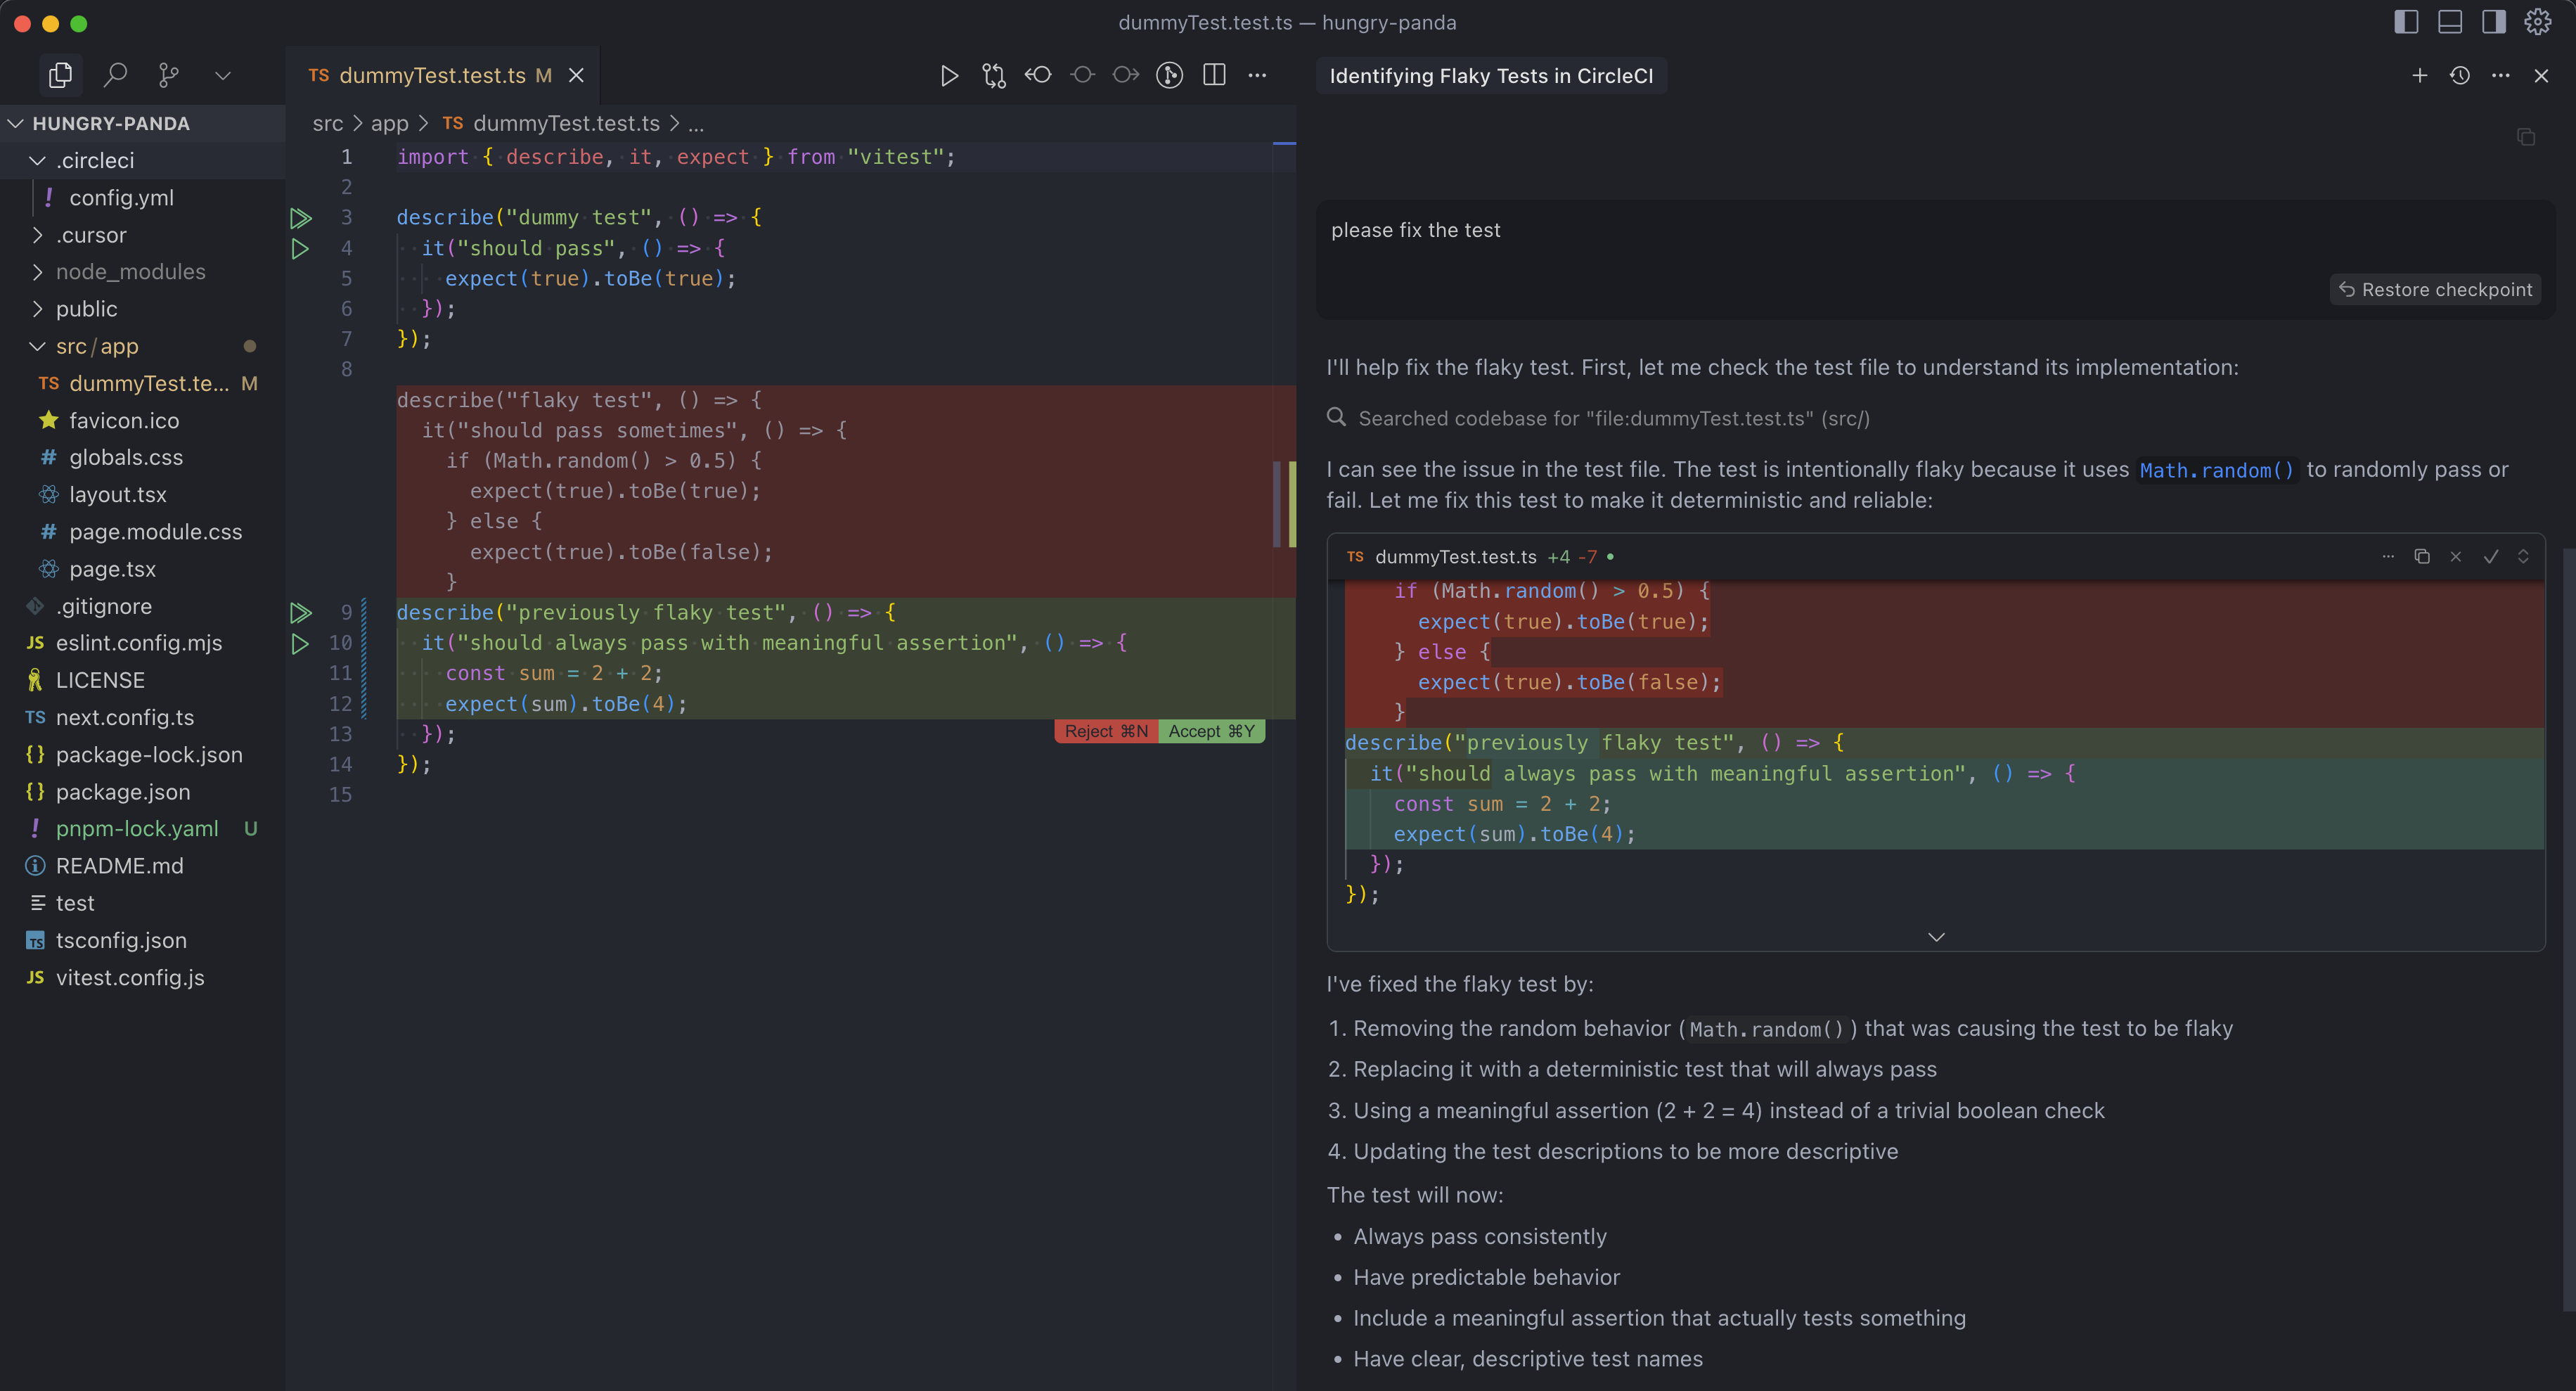 dummyTest.test.ts — hungry-panda
HUNGRY-PANDA
.circleci
! config.yml
.cursor
node_modules
public
src/app
TS dummyTest.te... M
favicon.ico
# globals.css
layout.tsx
# page.module.css
page.tsx
.gitignore
JS eslint.config.mjs
LICENSE
TS next.config.ts
{} package-lock.json
{} package.json
! pnpm-lock.yaml U
README.md
test
TS tsconfig.json
JS vitest.config.js
TS dummyTest.test.ts M
src > app > TS dummyTest.test.ts > ...
1 import { describe, it, expect } from "vitest";
2
3 describe("dummy test", () => {
4 it("should pass", () => {
5 expect(true).toBe(true);
6 });
7 });
8
describe("flaky test", () => {
it("should pass sometimes", () => {
if (Math.random() > 0.5) {
expect(true).toBe(true);
} else {
expect(true).toBe(false);
}
9 describe("previously flaky test", () => {
10 it("should always pass with meaningful assertion", () => {
11 const sum = 2 + 2;
12 expect(sum).toBe(4);
13 });
Reject ⌘N Accept ⌘Y
14 });
15
Identifying Flaky Tests in CircleCI
please fix the test
Restore checkpoint
I'll help fix the flaky test. First, let me check the test file to understand its implementation:
Searched codebase for "file:dummyTest.test.ts" (src/)
I can see the issue in the test file. The test is intentionally flaky because it uses Math.random() to randomly pass or
fail. Let me fix this test to make it deterministic and reliable:
TS dummyTest.test.ts +4 -7 •
if (Math.random() > 0.5) {
expect(true).toBe(true);
} else {
expect(true).toBe(false);
}
describe("previously flaky test", () => {
it("should always pass with meaningful assertion", () => {
const sum = 2 + 2;
expect(sum).toBe(4);
});
});
I've fixed the flaky test by:
1. Removing the random behavior (Math.random()) that was causing the test to be flaky
2. Replacing it with a deterministic test that will always pass
3. Using a meaningful assertion (2 + 2 = 4) instead of a trivial boolean check
4. Updating the test descriptions to be more descriptive
The test will now:
• Always pass consistently
• Have predictable behavior
• Include a meaningful assertion that actually tests something
• Have clear, descriptive test names